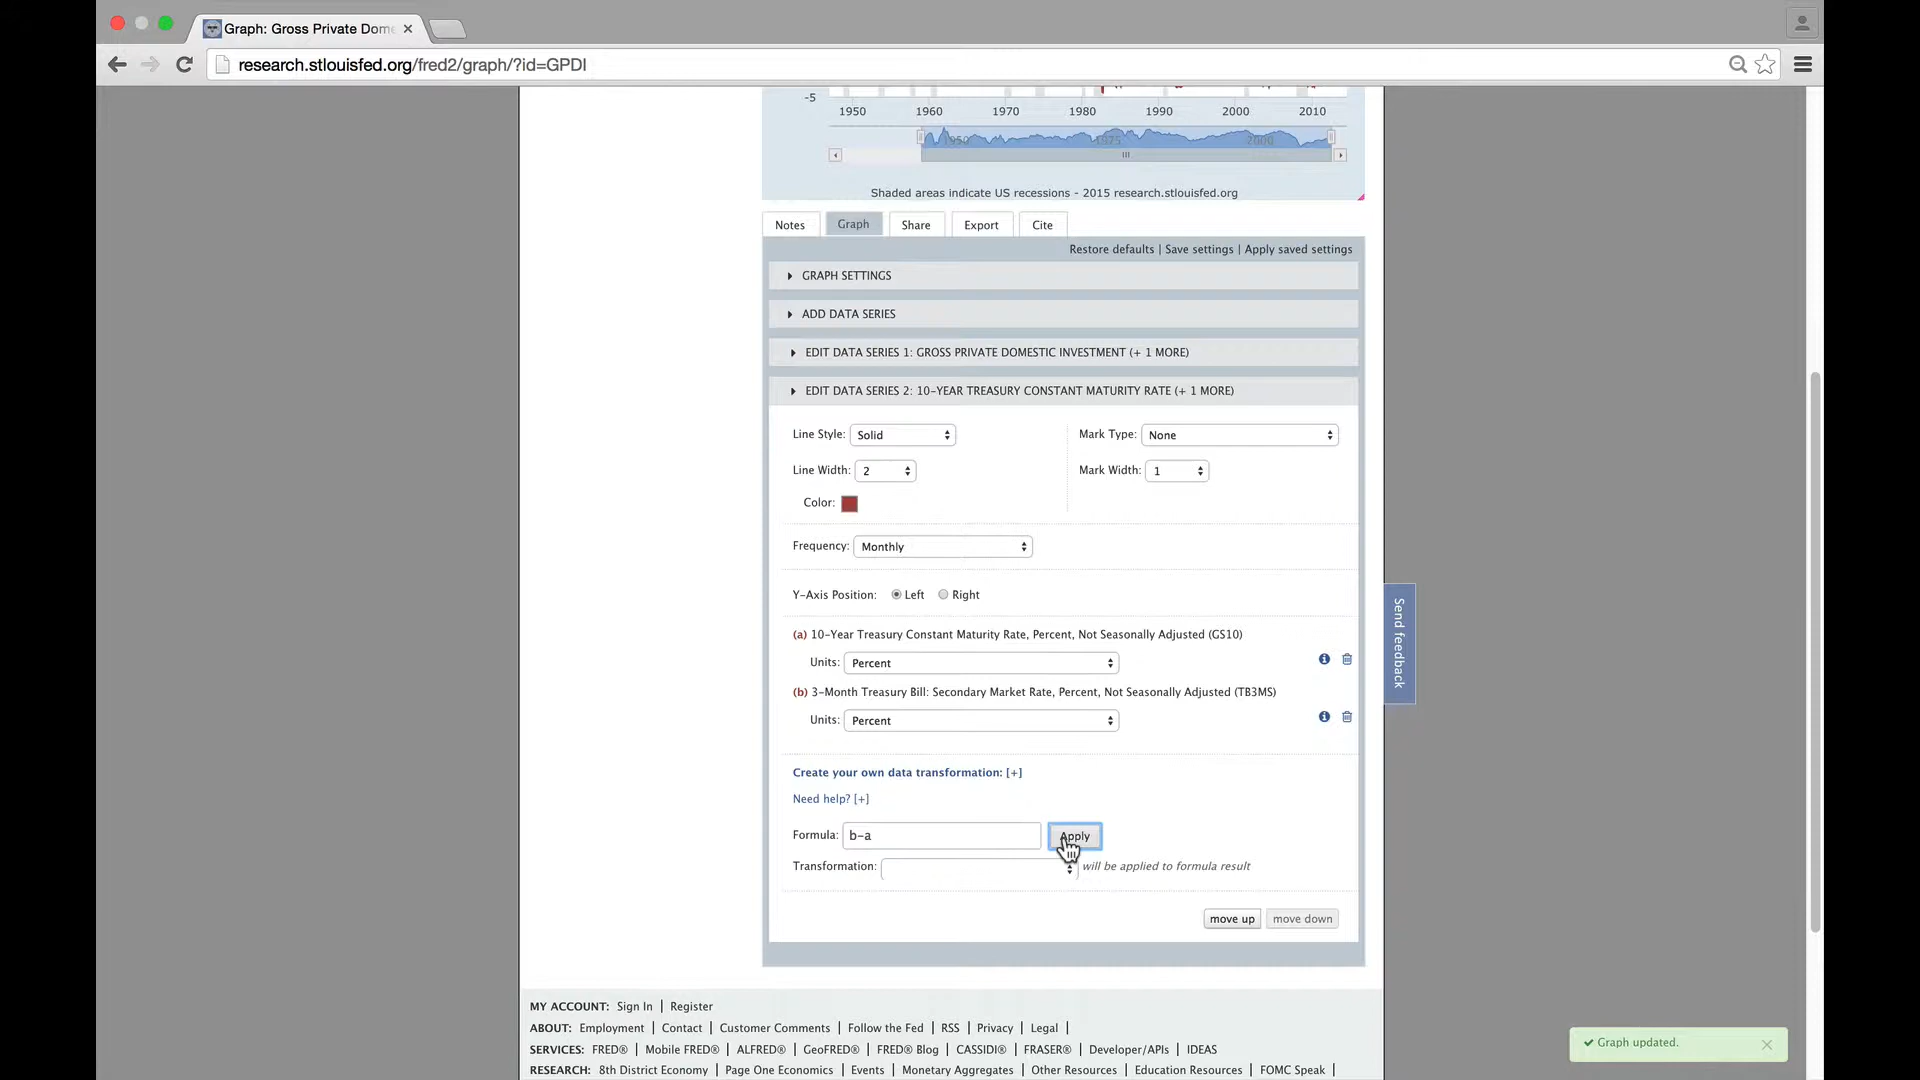 Graph: Gross Private Dome
research.stlouisfed.org/fred2/graph/?id=GPDI
-5
1950 1960 1970 1980 1990 2000 2010
1950 1975 2000
Shaded areas indicate US recessions - 2015 research.stlouisfed.org
Notes Graph Share Export Cite
Restore defaults | Save settings | Apply saved settings
GRAPH SETTINGS
ADD DATA SERIES
EDIT DATA SERIES 1: GROSS PRIVATE DOMESTIC INVESTMENT (+ 1 MORE)
EDIT DATA SERIES 2: 10-YEAR TREASURY CONSTANT MATURITY RATE (+ 1 MORE)
Line Style: Solid Mark Type: None
Line Width: 2 Mark Width: 1
Color:
Frequency: Monthly
Y-Axis Position: Left Right
(a) 10-Year Treasury Constant Maturity Rate, Percent, Not Seasonally Adjusted (GS10)
Units: Percent
(b) 3-Month Treasury Bill: Secondary Market Rate, Percent, Not Seasonally Adjusted (TB3MS)
Units: Percent
Create your own data transformation: [+]
Need help? [+]
Formula: b-a Apply
Transformation: will be applied to formula result
move up move down
Send feedback
MY ACCOUNT: Sign In | Register
ABOUT: Employment | Contact | Customer Comments | Follow the Fed | RSS | Privacy | Legal |
SERVICES: FRED® | Mobile FRED® | ALFRED® | GeoFRED® | FRED® Blog | CASSIDI® | FRASER® | Developer/APIs | IDEAS
RESEARCH: 8th District Economy | Page One Economics | Events | Monetary Aggregates | Other Resources | Education Resources | FOMC Speak |
Graph updated.